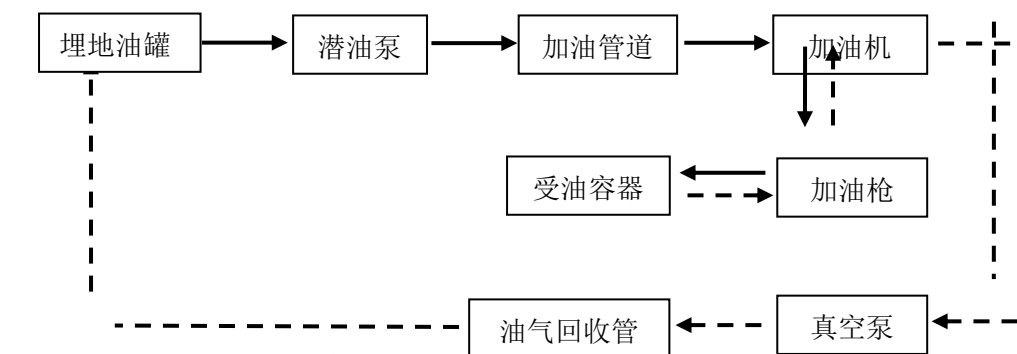 埋地油罐
潜油泵
加油管道
加油机
受油容器
加油枪
油气回收管
真空泵